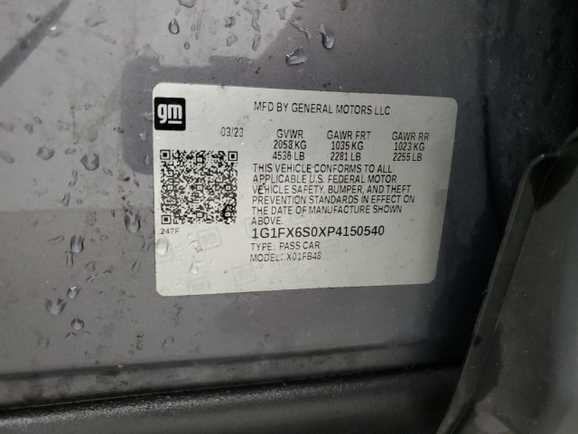 gm
MFD BY GENERAL MOTORS LLC
03/23 GVWR GAWR FRT GAWR RR
2058 KG 1035 KG 1023 KG
4536 LB 2281 LB 2255 LB
THIS VEHICLE CONFORMS TO ALL
APPLICABLE U.S. FEDERAL MOTOR
VEHICLE SAFETY, BUMPER, AND THEFT
PREVENTION STANDARDS IN EFFECT ON
THE DATE OF MANUFACTURE SHOWN
ABOVE.
247F 1G1FX6S0XP4150540
TYPE: PASS CAR
MODEL: X01FB48